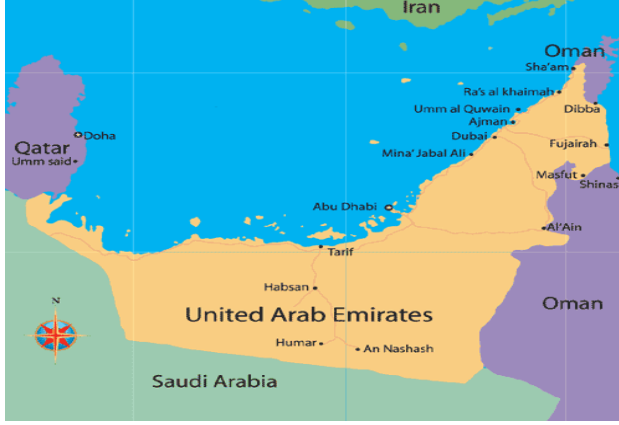 Iran
Oman
Sha'am
Ra's al khaimah
Umm al Quwain
Dibba
Ajman
Doha
Dubai
Qatar
Fujairah
Mina' Jabal Ali
Umm said
Masfut
Shinas
Abu Dhabi
Al'Ain
Tarif
Habsan
N
Oman
United Arab Emirates
Humar
An Nashash
Saudi Arabia